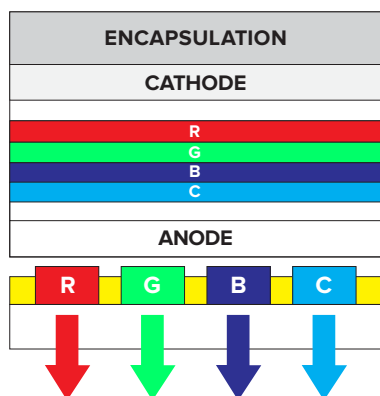 ENCAPSULATION
CATHODE
R
G
B
C
ANODE
R G B C